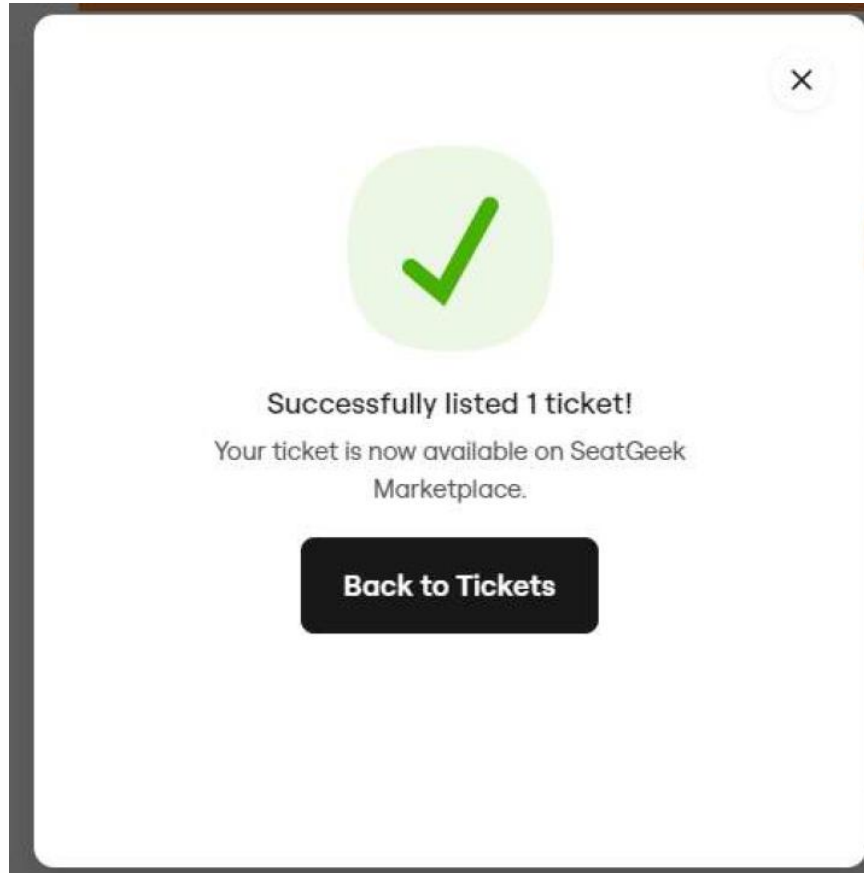 Successfully listed 1 ticket!
Your ticket is now available on SeatGeek
Marketplace.
Back to Tickets